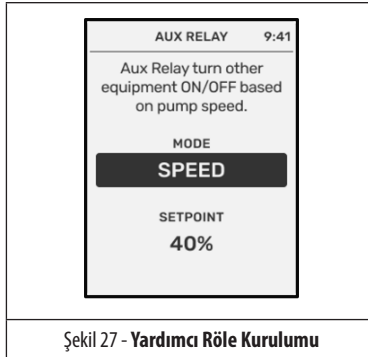 AUX RELAY 9:41
Aux Relay turn other
equipment ON/OFF based
on pump speed.
MODE
SPEED
SETPOINT
40%
Şekil 27 - Yardımcı Röle Kurulumu